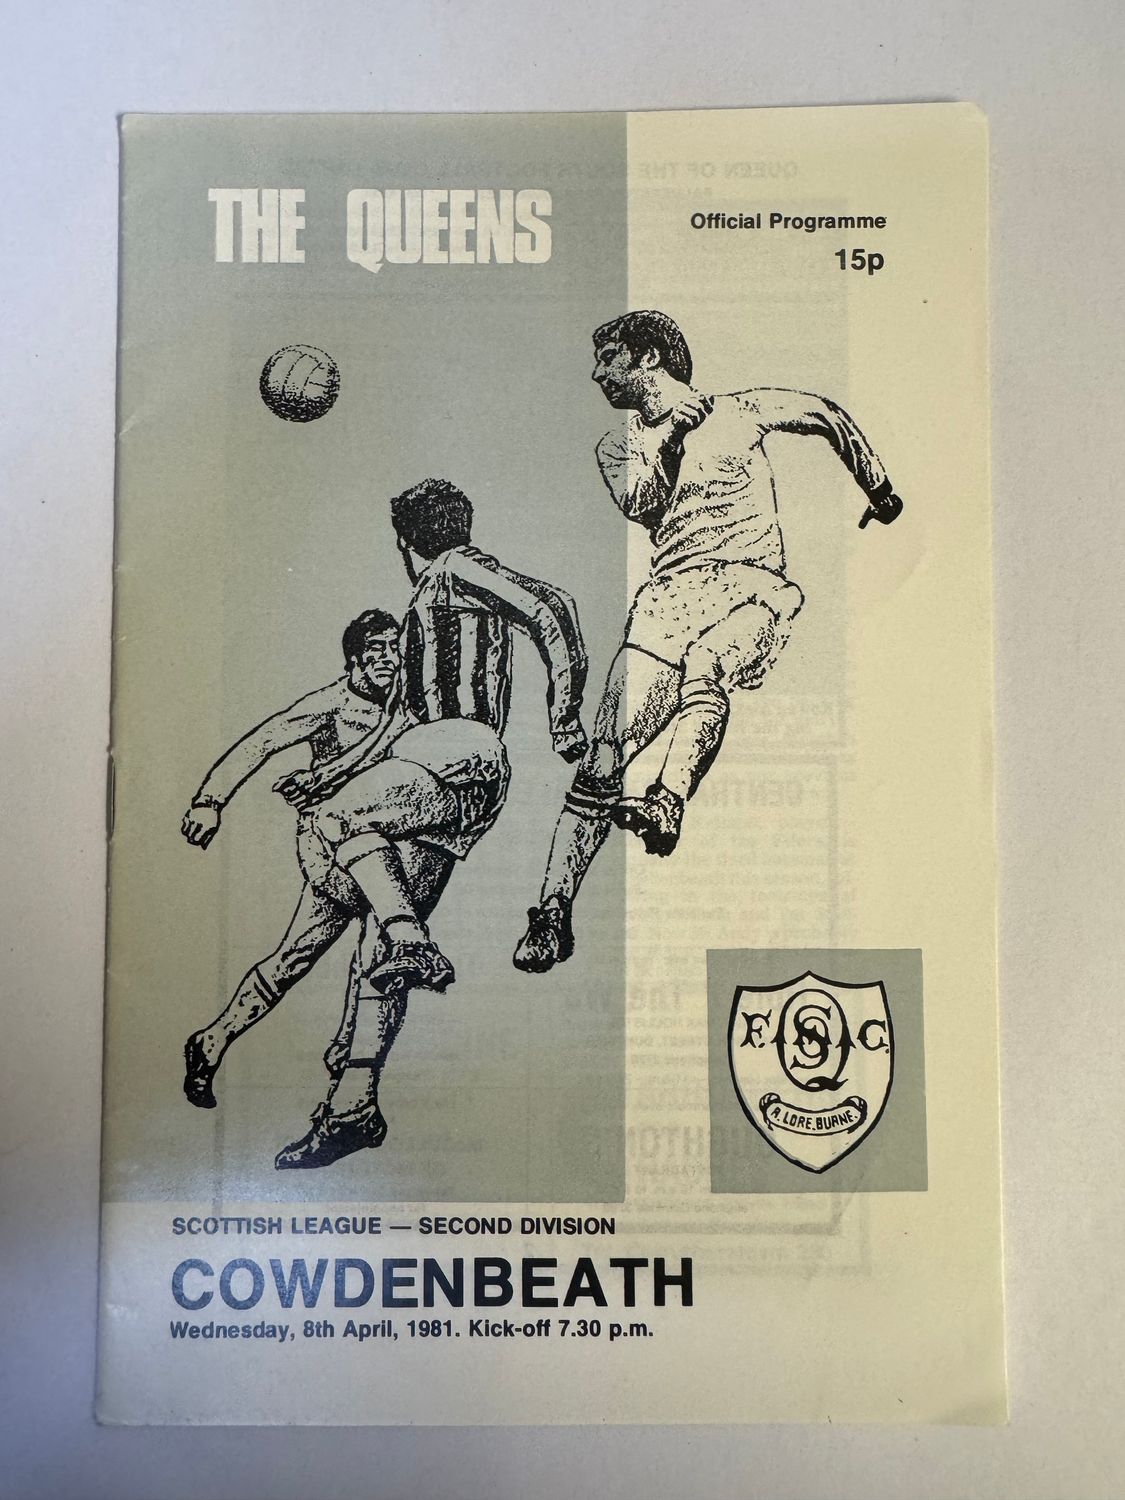 THE QUEENS
Official Programme
15p
F. QSW C.
A.LORE.BURNE.
SCOTTISH LEAGUE — SECOND DIVISION
COWDENBEATH
Wednesday, 8th April, 1981. Kick-off 7.30 p.m.